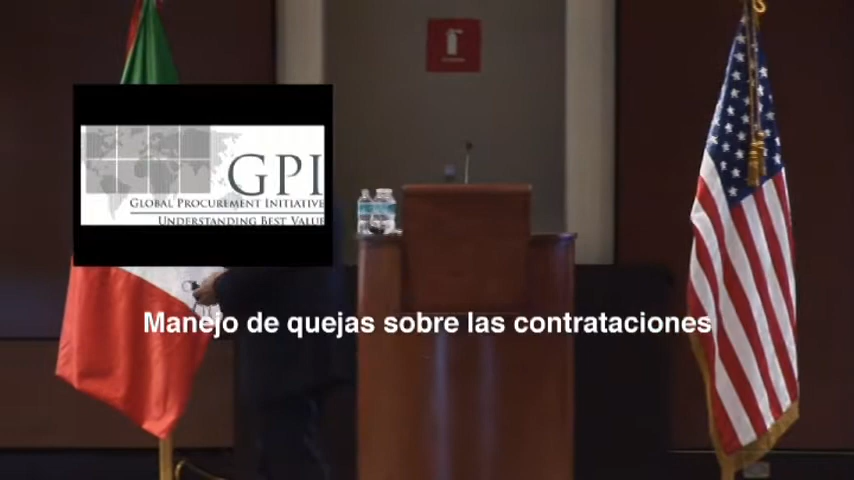 GPI
GLOBAL PROCUREMENT INITIATIVE
UNDERSTANDING BEST VALUE
Manejo de quejas sobre las contrataciones